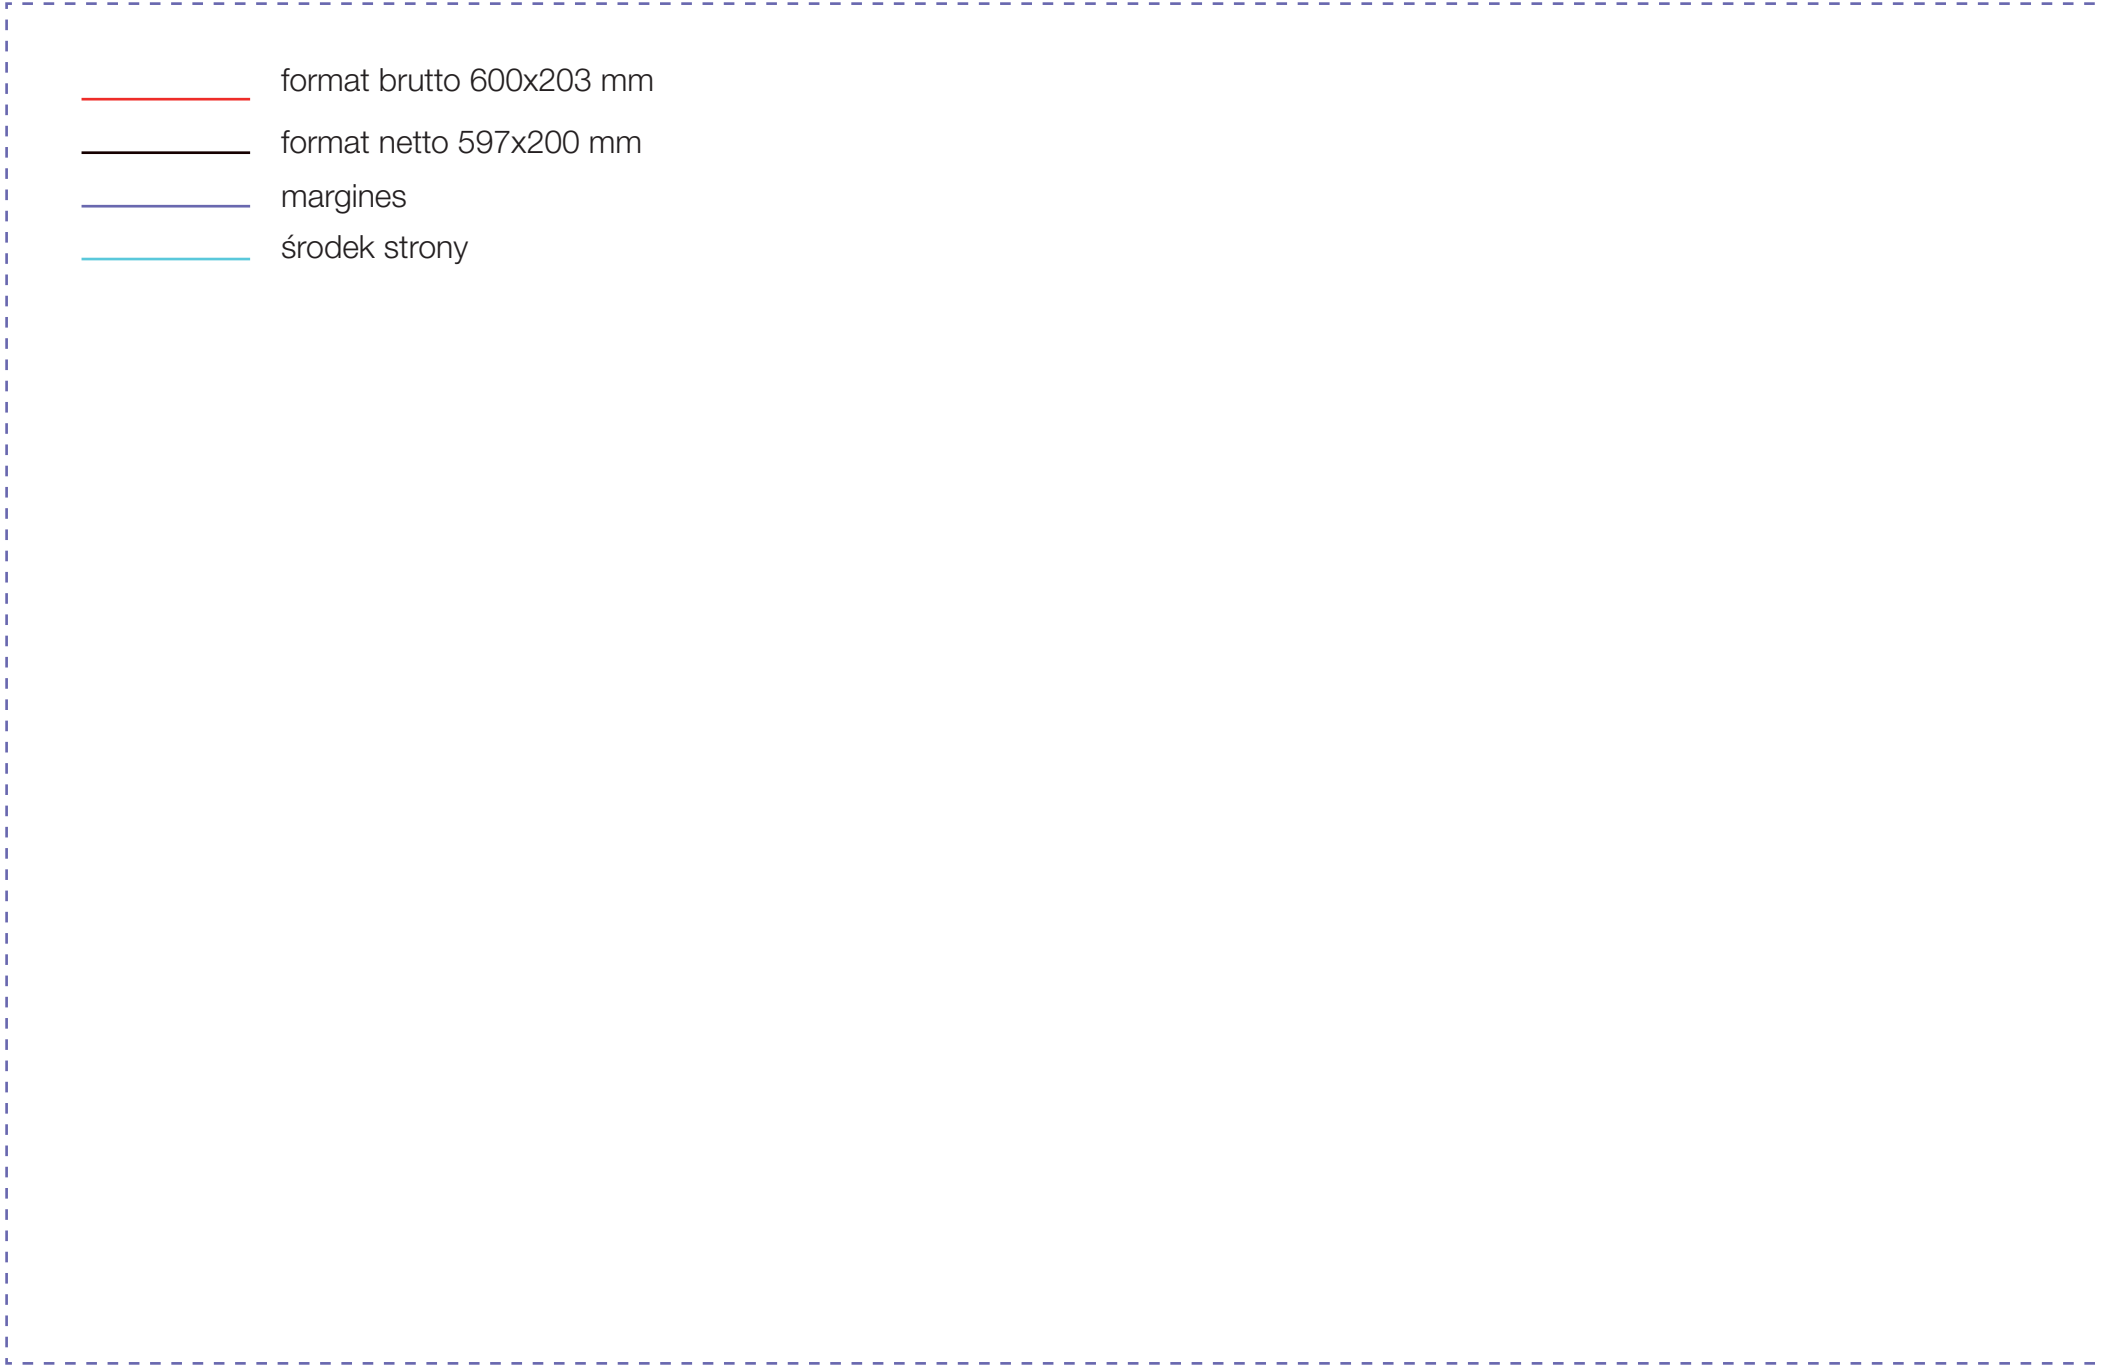 format brutto 600x203 mm
format netto 597x200 mm
margines
środek strony